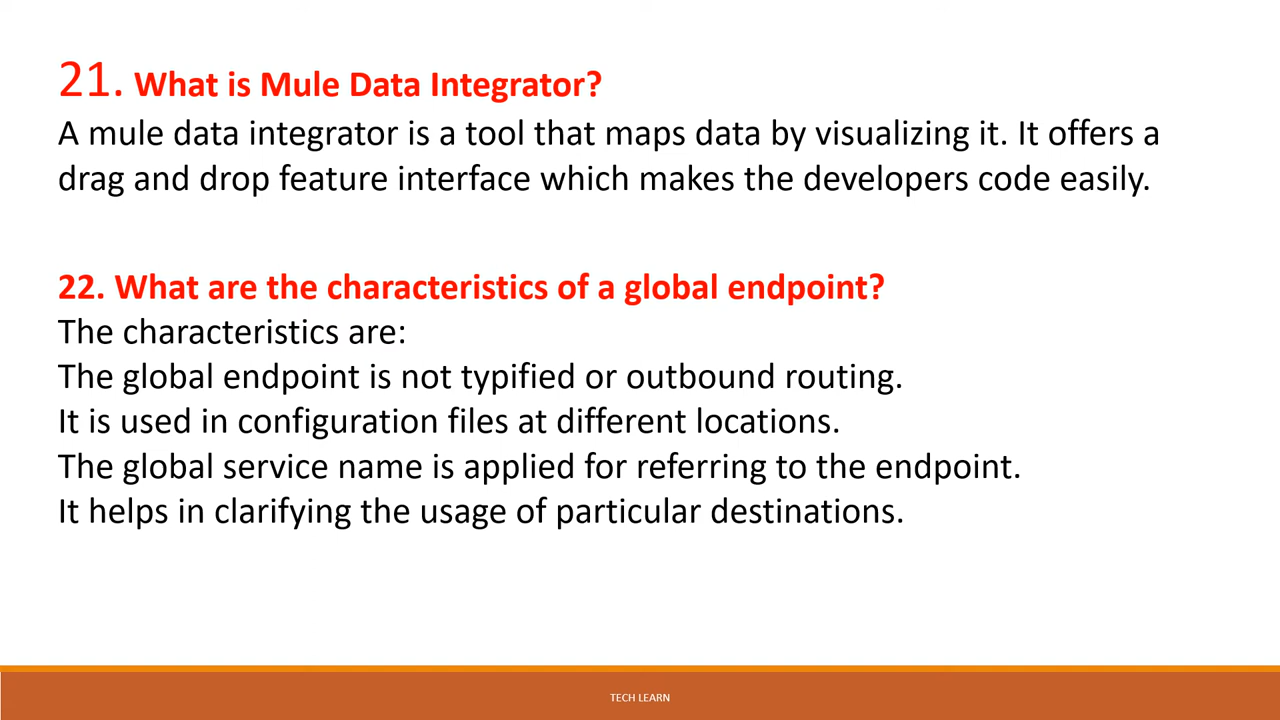 21. What is Mule Data Integrator?
A mule data integrator is a tool that maps data by visualizing it. It offers a
drag and drop feature interface which makes the developers code easily.
22. What are the characteristics of a global endpoint?
The characteristics are:
The global endpoint is not typified or outbound routing.
It is used in configuration files at different locations.
The global service name is applied for referring to the endpoint.
It helps in clarifying the usage of particular destinations.
TECH LEARN